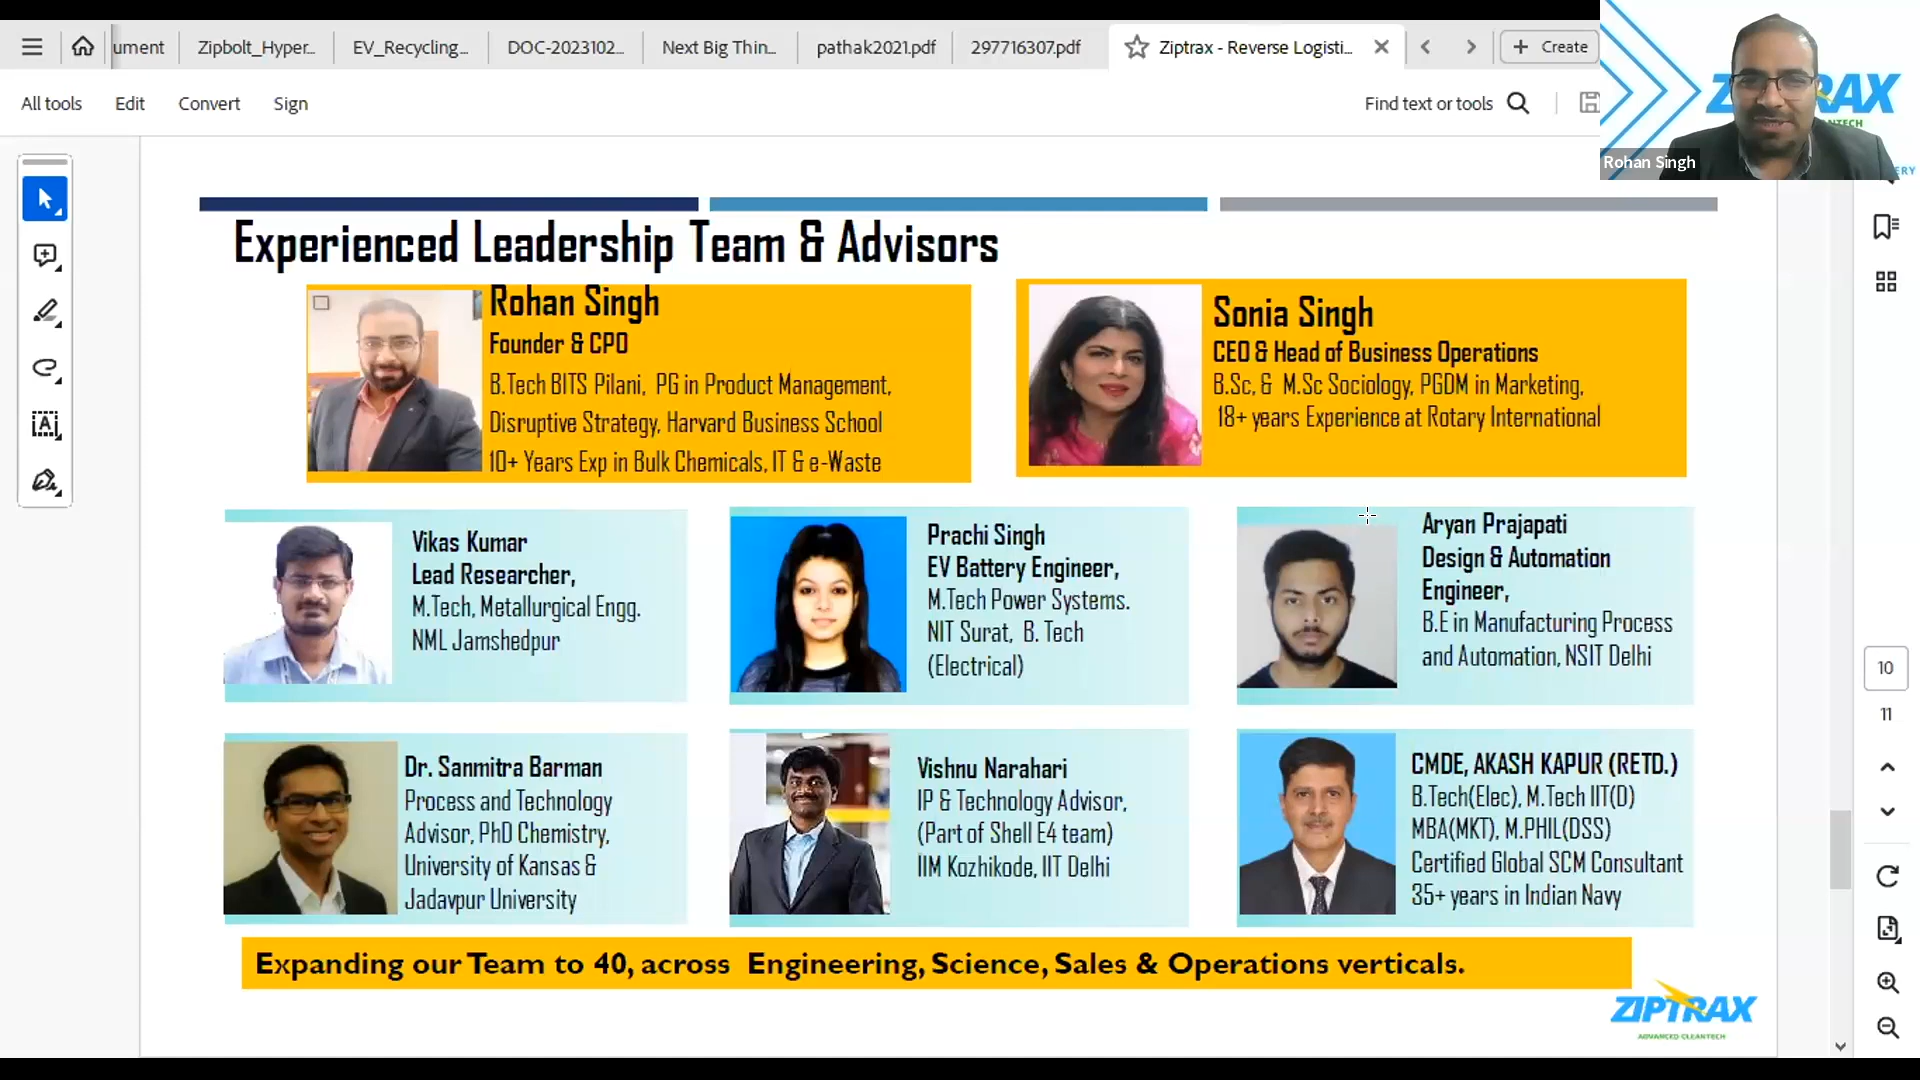 ument
Zipbolt_Hyper...
EV_Recycling...
DOC-2023102...
Next Big Thin...
pathak2021.pdf
297716307.pdf
Ziptrax - Reverse Logisti...
Create
All tools
Edit
Convert
Sign
Find text or tools
Rohan Singh
Experienced Leadership Team & Advisors
Rohan Singh
Founder & CPO
B.Tech BITS Pilani, PG in Product Management,
Disruptive Strategy, Harvard Business School
10+ Years Exp in Bulk Chemicals, IT & e-Waste
Sonia Singh
CEO & Head of Business Operations
B.Sc, & M.Sc Sociology, PGDM in Marketing,
18+ years Experience at Rotary International
Vikas Kumar
Lead Researcher,
M.Tech, Metallurgical Engg.
NML Jamshedpur
Prachi Singh
EV Battery Engineer,
M.Tech Power Systems.
NIT Surat, B. Tech
(Electrical)
Aryan Prajapati
Design & Automation
Engineer,
B.E in Manufacturing Process
and Automation, NSIT Delhi
Dr. Sanmitra Barman
Process and Technology
Advisor, PhD Chemistry,
University of Kansas &
Jadavpur University
Vishnu Narahari
IP & Technology Advisor,
(Part of Shell E4 team)
IIM Kozhikode, IIT Delhi
CMDE, AKASH KAPUR (RETD.)
B.Tech(Elec), M.Tech IIT(D)
MBA(MKT), M.PHIL(DSS)
Certified Global SCM Consultant
35+ years in Indian Navy
Expanding our Team to 40, across Engineering, Science, Sales & Operations verticals.
ZIPTRAX
ADVANCED CLEANTECH
10
11